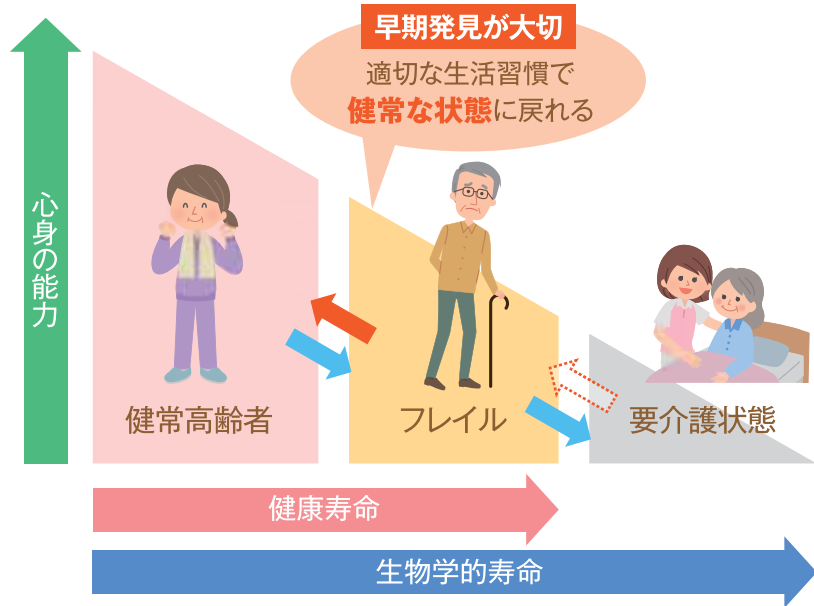 早期発見が大切
適切な生活習慣で
健常な状態に戻れる
心身の能力
健常高齢者
フレイル
要介護状態
健康寿命
生物学的寿命